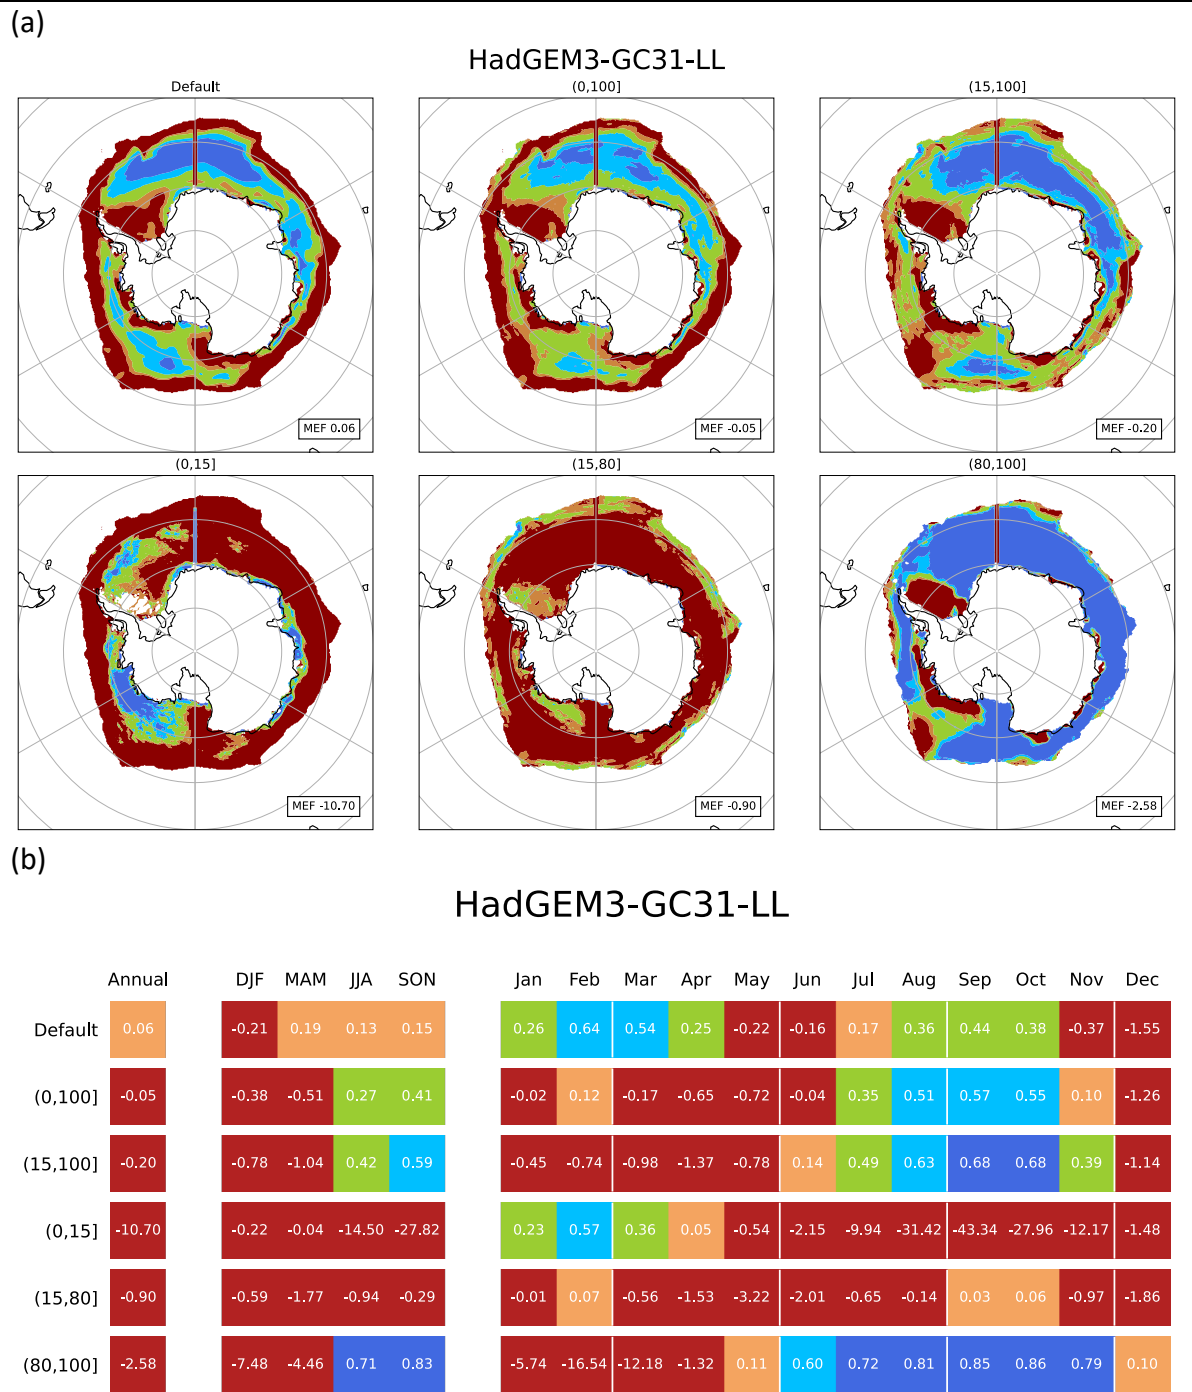 (a)
HadGEM3-GC31-LL
Default (0,100] (15,100]
MEF 0.06 MEF -0.05 MEF -0.20
(0,15] (15,80] (80,100]
MEF -10.70 MEF -0.90 MEF -2.58
(b)
HadGEM3-GC31-LL
Annual DJF MAM JJA SON Jan Feb Mar Apr May Jun Jul Aug Sep Oct Nov Dec
Default 0.06 -0.21 0.19 0.13 0.15 0.26 0.64 0.54 0.25 -0.22 -0.16 0.17 0.36 0.44 0.38 -0.37 -1.55
(0,100] -0.05 -0.38 -0.51 0.27 0.41 -0.02 0.12 -0.17 -0.65 -0.72 -0.04 0.35 0.51 0.57 0.55 0.10 -1.26
(15,100] -0.20 -0.78 -1.04 0.42 0.59 -0.45 -0.74 -0.98 -1.37 -0.78 0.14 0.49 0.63 0.68 0.68 0.39 -1.14
(0,15] -10.70 -0.22 -0.04 -14.50 -27.82 0.23 0.57 0.36 0.05 -0.54 -2.15 -9.94 -31.42 -43.34 -27.96 -12.17 -1.48
(15,80] -0.90 -0.59 -1.77 -0.94 -0.29 -0.01 0.07 -0.56 -1.53 -3.22 -2.01 -0.65 -0.14 0.03 0.06 -0.97 -1.86
(80,100] -2.58 -7.48 -4.46 0.71 0.83 -5.74 -16.54 -12.18 -1.32 0.11 0.60 0.72 0.81 0.85 0.86 0.79 0.10